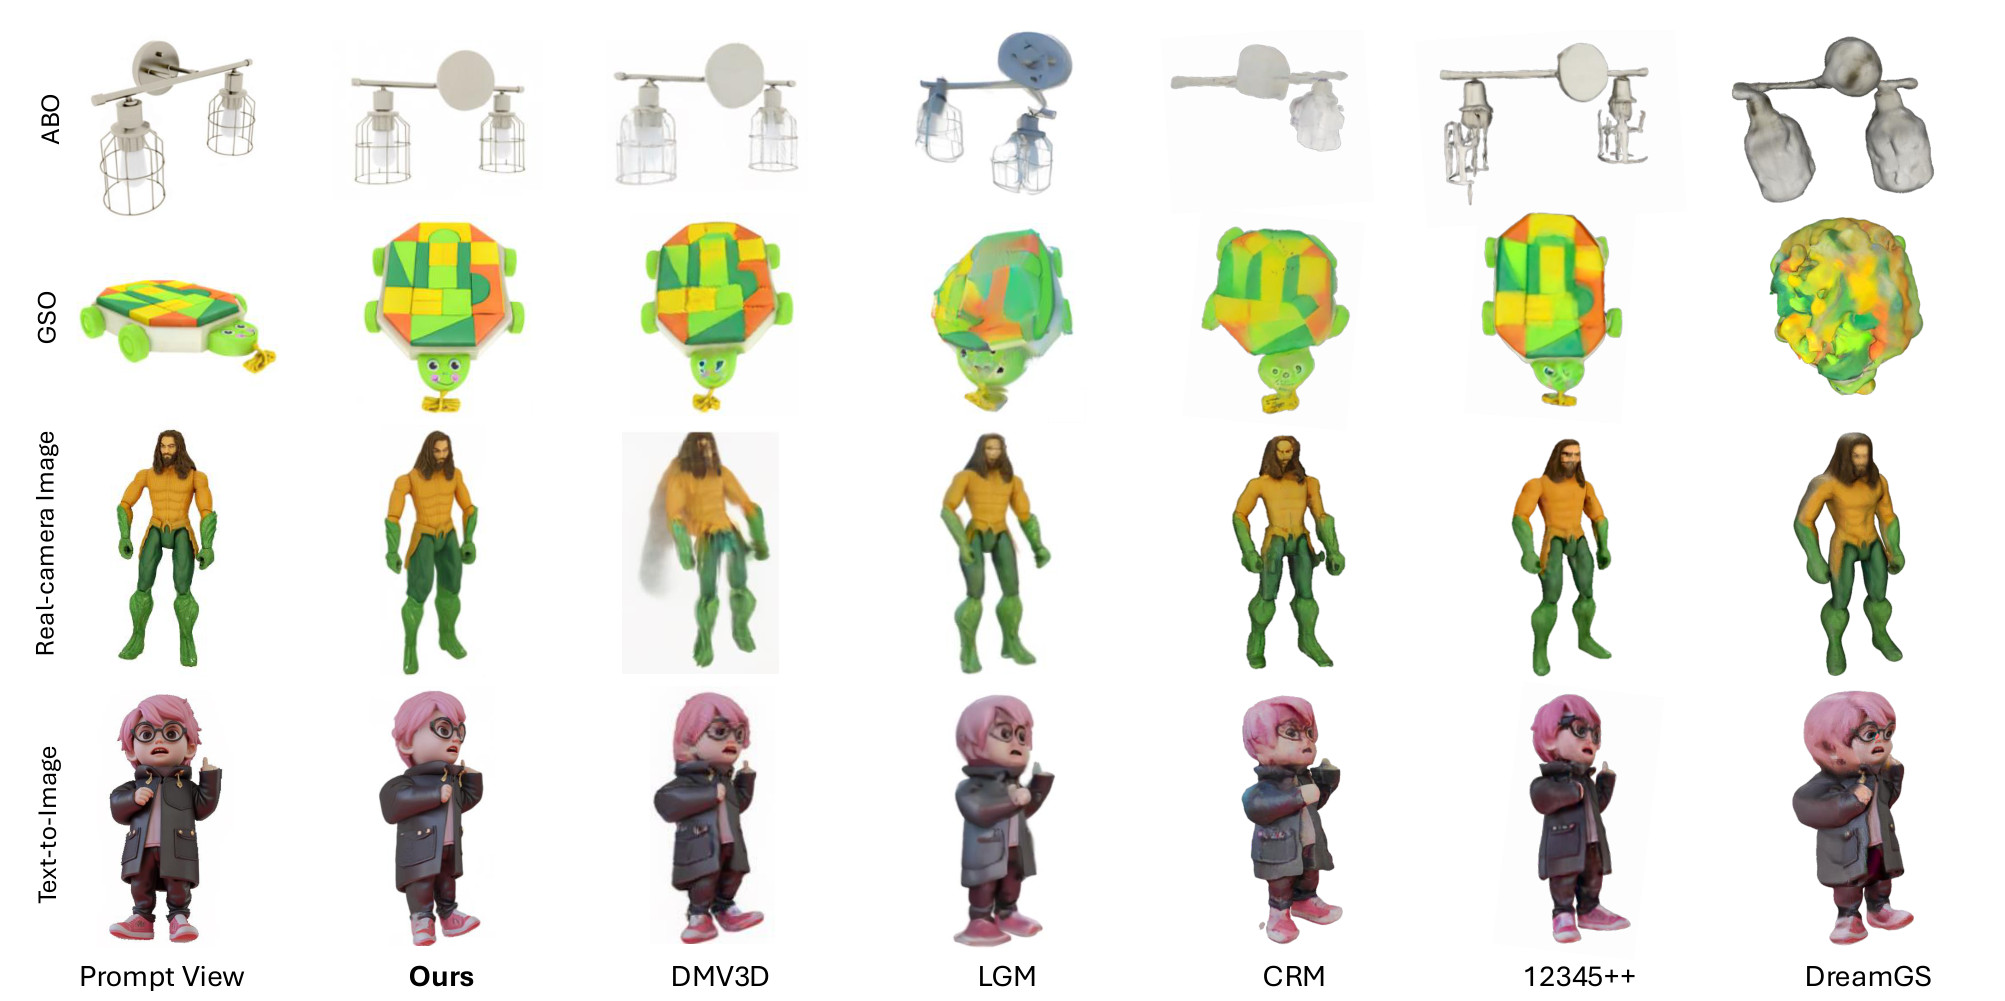 ABO
GSO
Real-camera Image
Text-to-Image
Prompt View
Ours
DMV3D
LGM
CRM
12345++
DreamGS